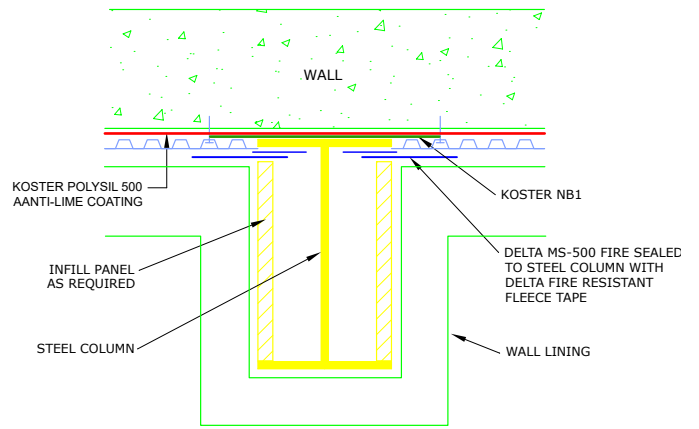 WALL
KOSTER POLYSIL 500
AANTI-LIME COATING
KOSTER NB1
INFILL PANEL
AS REQUIRED
DELTA MS-500 FIRE SEALED
TO STEEL COLUMN WITH
DELTA FIRE RESISTANT
FLEECE TAPE
STEEL COLUMN
WALL LINING